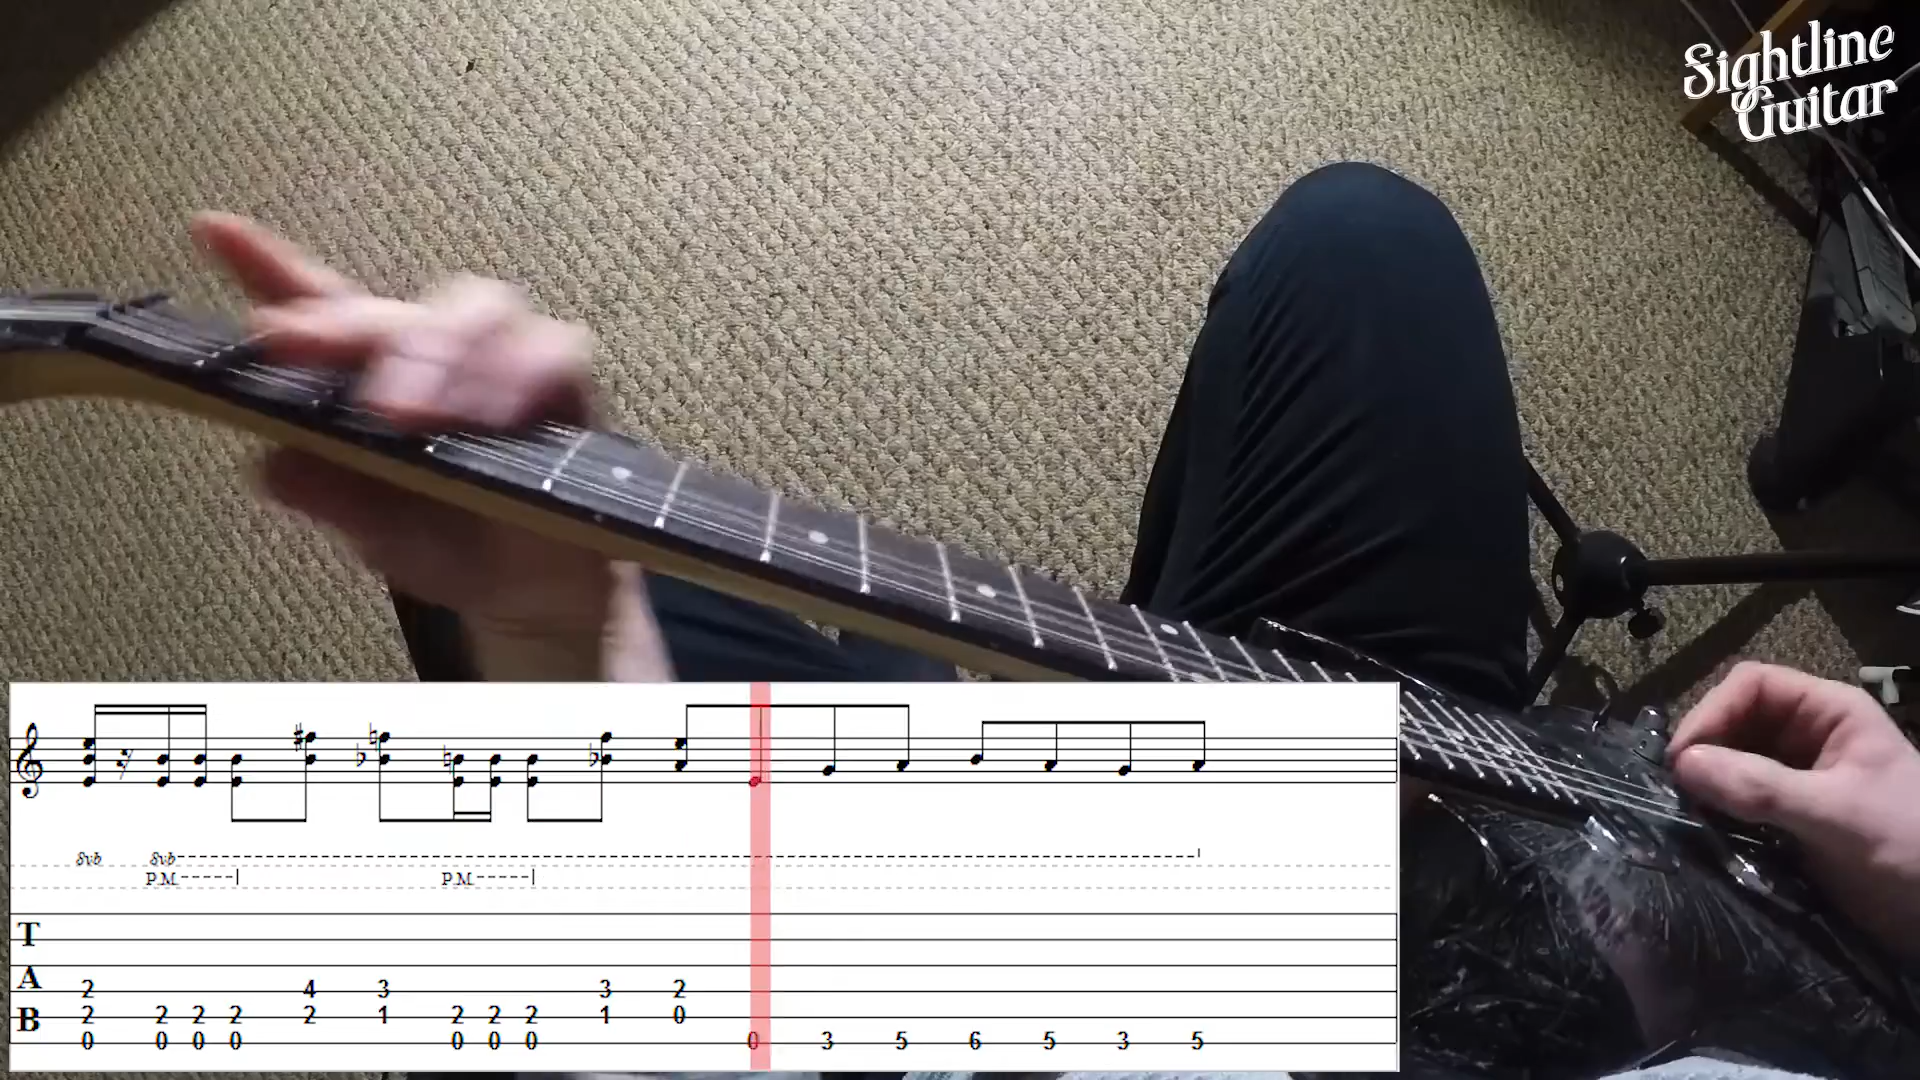 Sightline
Guitar
8vb 8vb
P.M. P.M.
T
A 2 4 3 3 2
B 2 2 2 2 2 1 2 2 2 1 0
0 0 0 0 0 0 0 0 3 5 6 5 3 5